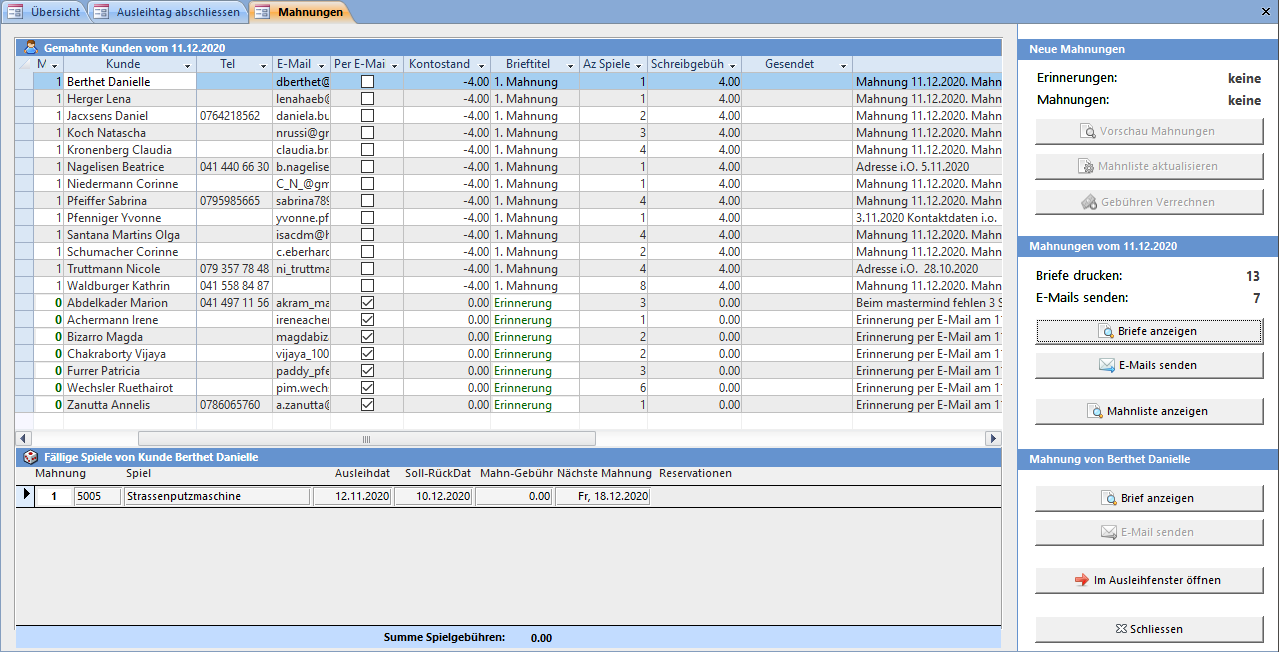 Übersicht Ausleihtag abschliessen Mahnungen
Gemahnte Kunden vom 11.12.2020
M Kunde Tel E-Mail Per E-Mai Kontostand Brieftitel Az Spiele Schreibgebüh Gesendet
1 Berthet Danielle dberthet@ -4.00 1. Mahnung 1 4.00 Mahnung 11.12.2020. Mahn
1 Herger Lena lenahaeb@ -4.00 1. Mahnung 1 4.00 Mahnung 11.12.2020. Mahn
1 Jacxsens Daniel 0764218562 daniela.bu -4.00 1. Mahnung 2 4.00 Mahnung 11.12.2020. Mahn
1 Koch Natascha nrussi@gr -4.00 1. Mahnung 3 4.00 Mahnung 11.12.2020. Mahn
1 Kronenberg Claudia claudia.br -4.00 1. Mahnung 4 4.00 Mahnung 11.12.2020. Mahn
1 Nagelisen Beatrice 041 440 66 30 b.nagelise -4.00 1. Mahnung 1 4.00 Adresse i.O. 5.11.2020
1 Niedermann Corinne C_N_@gm -4.00 1. Mahnung 1 4.00 Mahnung 11.12.2020. Mahn
1 Pfeiffer Sabrina 0795985665 sabrina789 -4.00 1. Mahnung 4 4.00 Mahnung 11.12.2020. Mahn
1 Pfenniger Yvonne yvonne.pf -4.00 1. Mahnung 1 4.00 3.11.2020 Kontaktdaten i.o.
1 Santana Martins Olga isacdm@h -4.00 1. Mahnung 4 4.00 Mahnung 11.12.2020. Mahn
1 Schumacher Corinne c.eberhard -4.00 1. Mahnung 2 4.00 Mahnung 11.12.2020. Mahn
1 Truttmann Nicole 079 357 78 48 ni_truttma -4.00 1. Mahnung 4 4.00 Adresse i.O. 28.10.2020
1 Waldburger Kathrin 041 558 84 87 -4.00 1. Mahnung 8 4.00 Mahnung 11.12.2020. Mahn
0 Abdelkader Marion 041 497 11 56 akram_ma 0.00 Erinnerung 3 0.00 Beim mastermind fehlen 3 S
0 Achermann Irene ireneacher 0.00 Erinnerung 1 0.00 Erinnerung per E-Mail am 11
0 Bizarro Magda magdabiza 0.00 Erinnerung 2 0.00 Erinnerung per E-Mail am 11
0 Chakraborty Vijaya vijaya_100 0.00 Erinnerung 2 0.00 Erinnerung per E-Mail am 11
0 Furrer Patricia paddy_pfe 0.00 Erinnerung 3 0.00 Erinnerung per E-Mail am 11
0 Wechsler Ruethairot pim.wechs 0.00 Erinnerung 6 0.00 Erinnerung per E-Mail am 11
0 Zanutta Annelis 0786065760 a.zanutta@ 0.00 Erinnerung 1 0.00 Erinnerung per E-Mail am 11
Fällige Spiele von Kunde Berthet Danielle
Mahnung Spiel Ausleihdat Soll-RückDat Mahn-Gebühr Nächste Mahnung Reservationen
1 5005 Strassenputzmaschine 12.11.2020 10.12.2020 0.00 Fr, 18.12.2020
Summe Spielgebühren: 0.00
Neue Mahnungen
Erinnerungen: keine
Mahnungen: keine
Vorschau Mahnungen
Mahnliste aktualisieren
Gebühren Verrechnen
Mahnungen vom 11.12.2020
Briefe drucken: 13
E-Mails senden: 7
Briefe anzeigen
E-Mails senden
Mahnliste anzeigen
Mahnung von Berthet Danielle
Brief anzeigen
E-Mail senden
Im Ausleihfenster öffnen
Schliessen